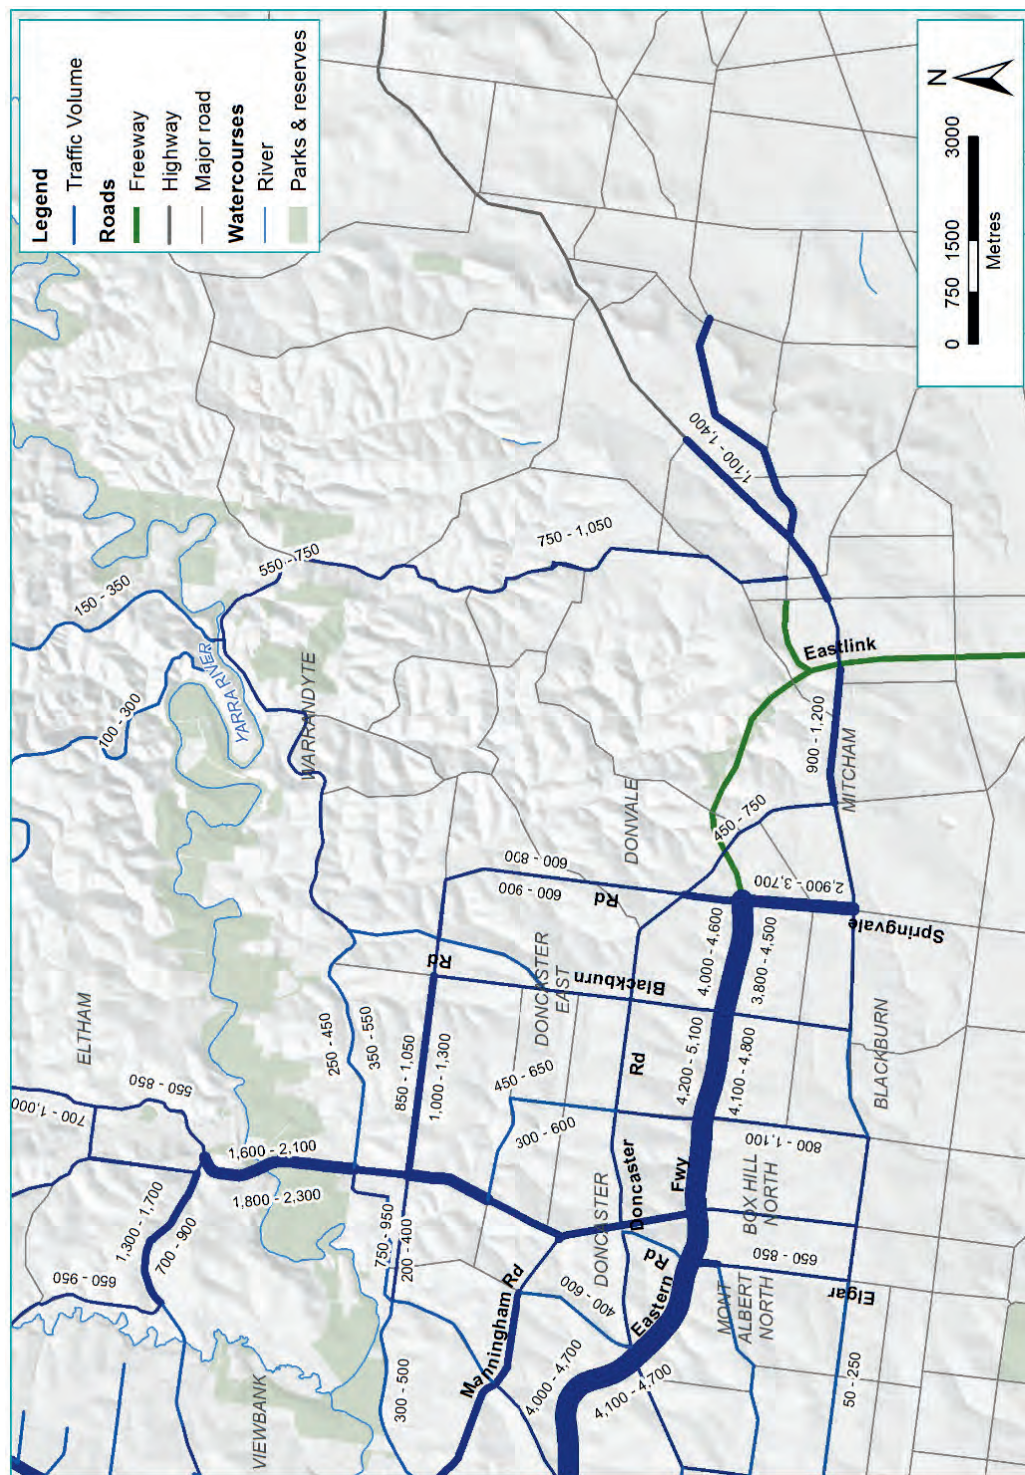 Legend
Traffic Volume
Roads
Freeway
Highway
Major road
Watercourses
River
Parks & reserves
N
0 750 1500 3000
Metres
ELTHAM
VIEWBANK
YARRA RIVER
WARRANDYTE
DONVALE
DONCASTER
EAST
DONCASTER
MITCHAM
BLACKBURN
BOX HILL
NORTH
MONT
ALBERT
NORTH
Manningham Rd
Doncaster
Rd
Rd
Blackburn
Rd
Rd
Springvale
Eastern
Fwy
Elgar
Eastlink
150 - 350
100 - 300
550 - 750
750 - 1,050
1,100 - 1,400
900 - 1,200
450 - 750
2,900 - 3,700
600 - 800
600 - 900
4,000 - 4,600
3,800 - 4,500
4,200 - 5,100
4,100 - 4,800
800 - 1,100
650 - 850
50 - 250
4,000 - 4,700
4,100 - 4,700
400 - 600
300 - 600
450 - 650
850 - 1,050
1,000 - 1,300
250 - 450
350 - 550
550 - 850
700 - 1,000
1,600 - 2,100
1,800 - 2,300
1,300 - 1,700
700 - 900
650 - 950
750 - 950
200 - 400
300 - 500